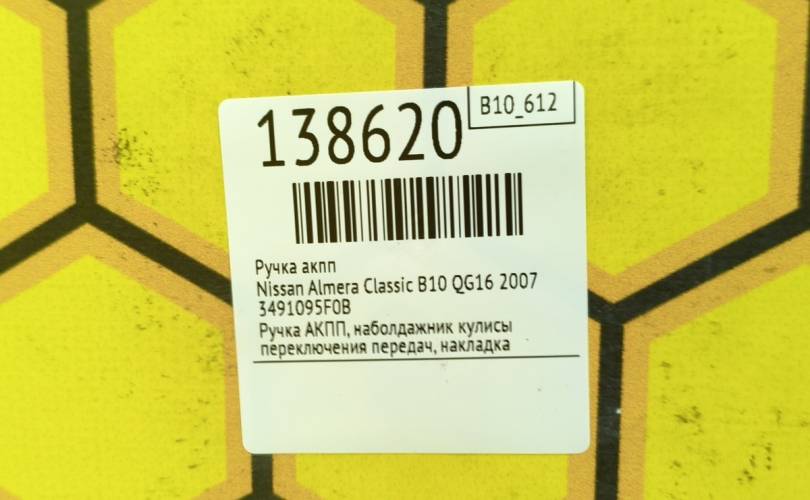 138620
B10_612
Ручка акпп
Nissan Almera Classic B10 QG16 2007
3491095F0B
Ручка АКПП, наболдажник кулисы
переключения передач, накладка